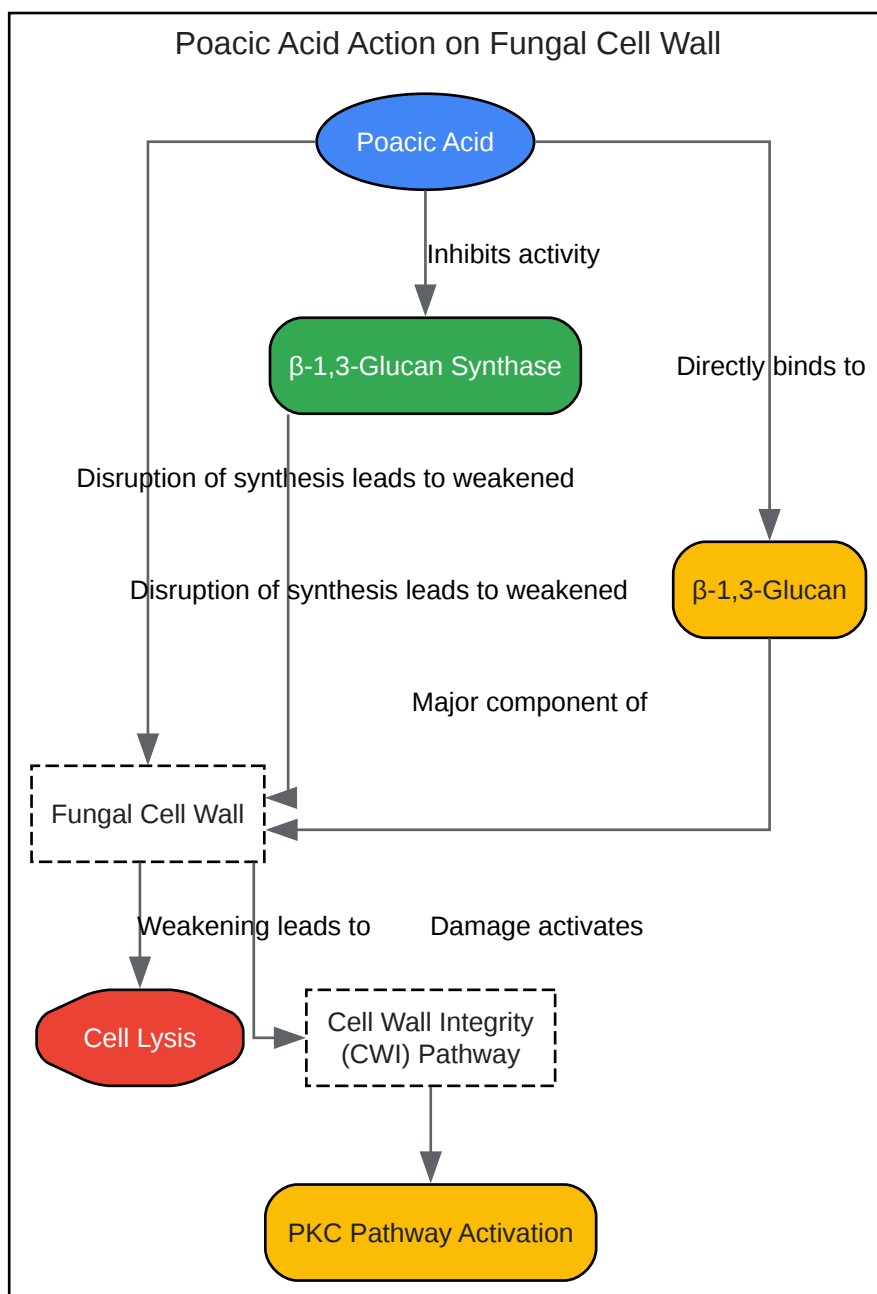 Poacic Acid Action on Fungal Cell Wall
Poacic Acid
Inhibits activity
β-1,3-Glucan Synthase
Directly binds to
Disruption of synthesis leads to weakened
Disruption of synthesis leads to weakened
β-1,3-Glucan
Major component of
Fungal Cell Wall
Weakening leads to
Damage activates
Cell Lysis
Cell Wall Integrity
(CWI) Pathway
PKC Pathway Activation